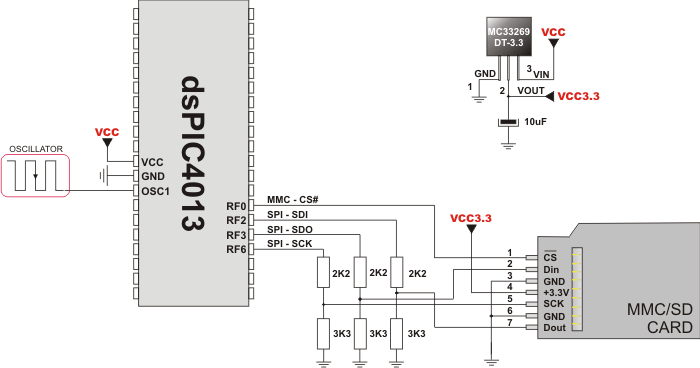 MC33269
DT-3.3
VCC
GND
3
VIN
1
2
VOUT
VCC3.3
10uF
dsPIC4013
VCC
OSCILLATOR
VCC
GND
OSC1
RF0
MMC - CS#
RF2
SPI - SDI
RF3
SPI - SDO
RF6
SPI - SCK
VCC3.3
2K2
2K2
2K2
3K3
3K3
3K3
1
CS
2
Din
3
GND
4
+3.3V
5
SCK
6
GND
7
Dout
MMC/SD
CARD